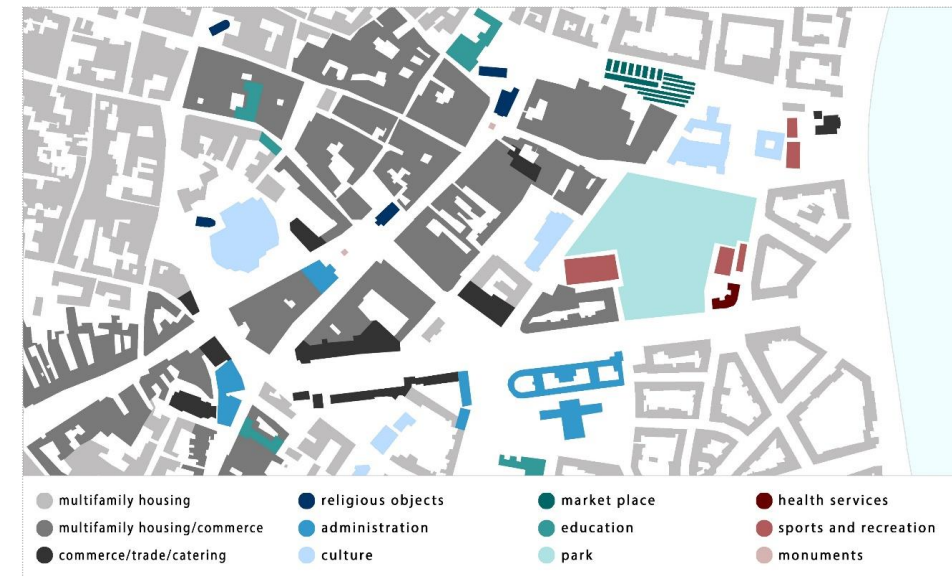 multifamily housing
multifamily housing/commerce
commerce/trade/catering
religious objects
administration
culture
market place
education
park
health services
sports and recreation
monuments